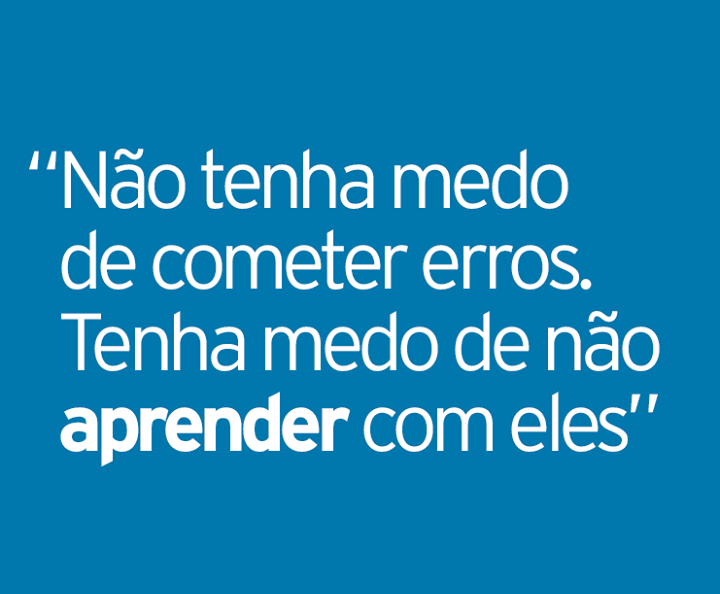 “Não tenha medo
de cometer erros.
Tenha medo de não
aprender com eles”